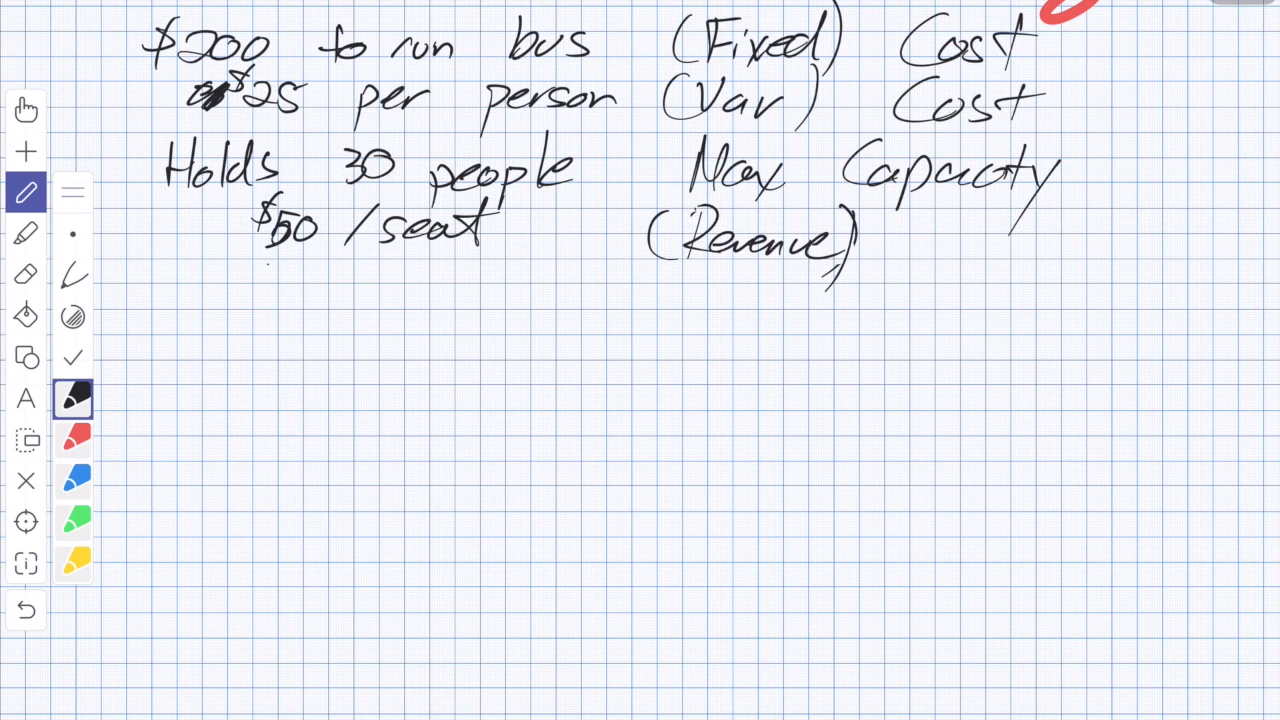 $200 to run bus (Fixed) Cost
$25 per person (Var) Cost
Holds 30 people Max Capacity
$50 /seat (Revenue)
A